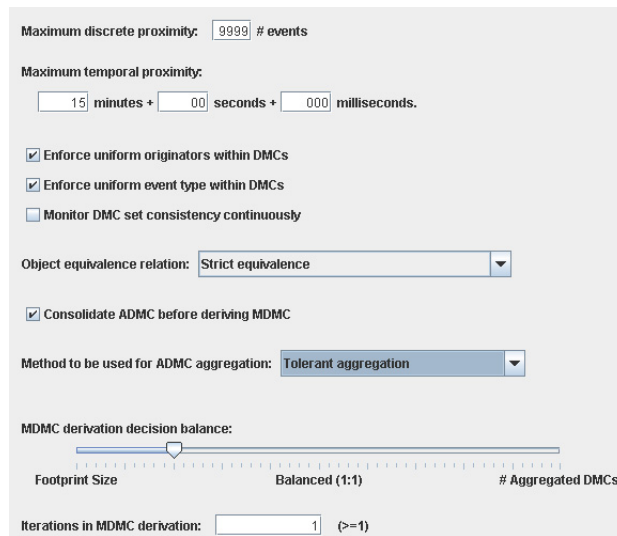 Maximum discrete proximity: 9999 # events
Maximum temporal proximity:
15 minutes + 00 seconds + 000 milliseconds.
Enforce uniform originators within DMCs
Enforce uniform event type within DMCs
Monitor DMC set consistency continuously
Object equivalence relation: Strict equivalence
Consolidate ADMC before deriving MDMC
Method to be used for ADMC aggregation: Tolerant aggregation
MDMC derivation decision balance:
Footprint Size Balanced (1:1) # Aggregated DMCs
Iterations in MDMC derivation: 1 (>=1)